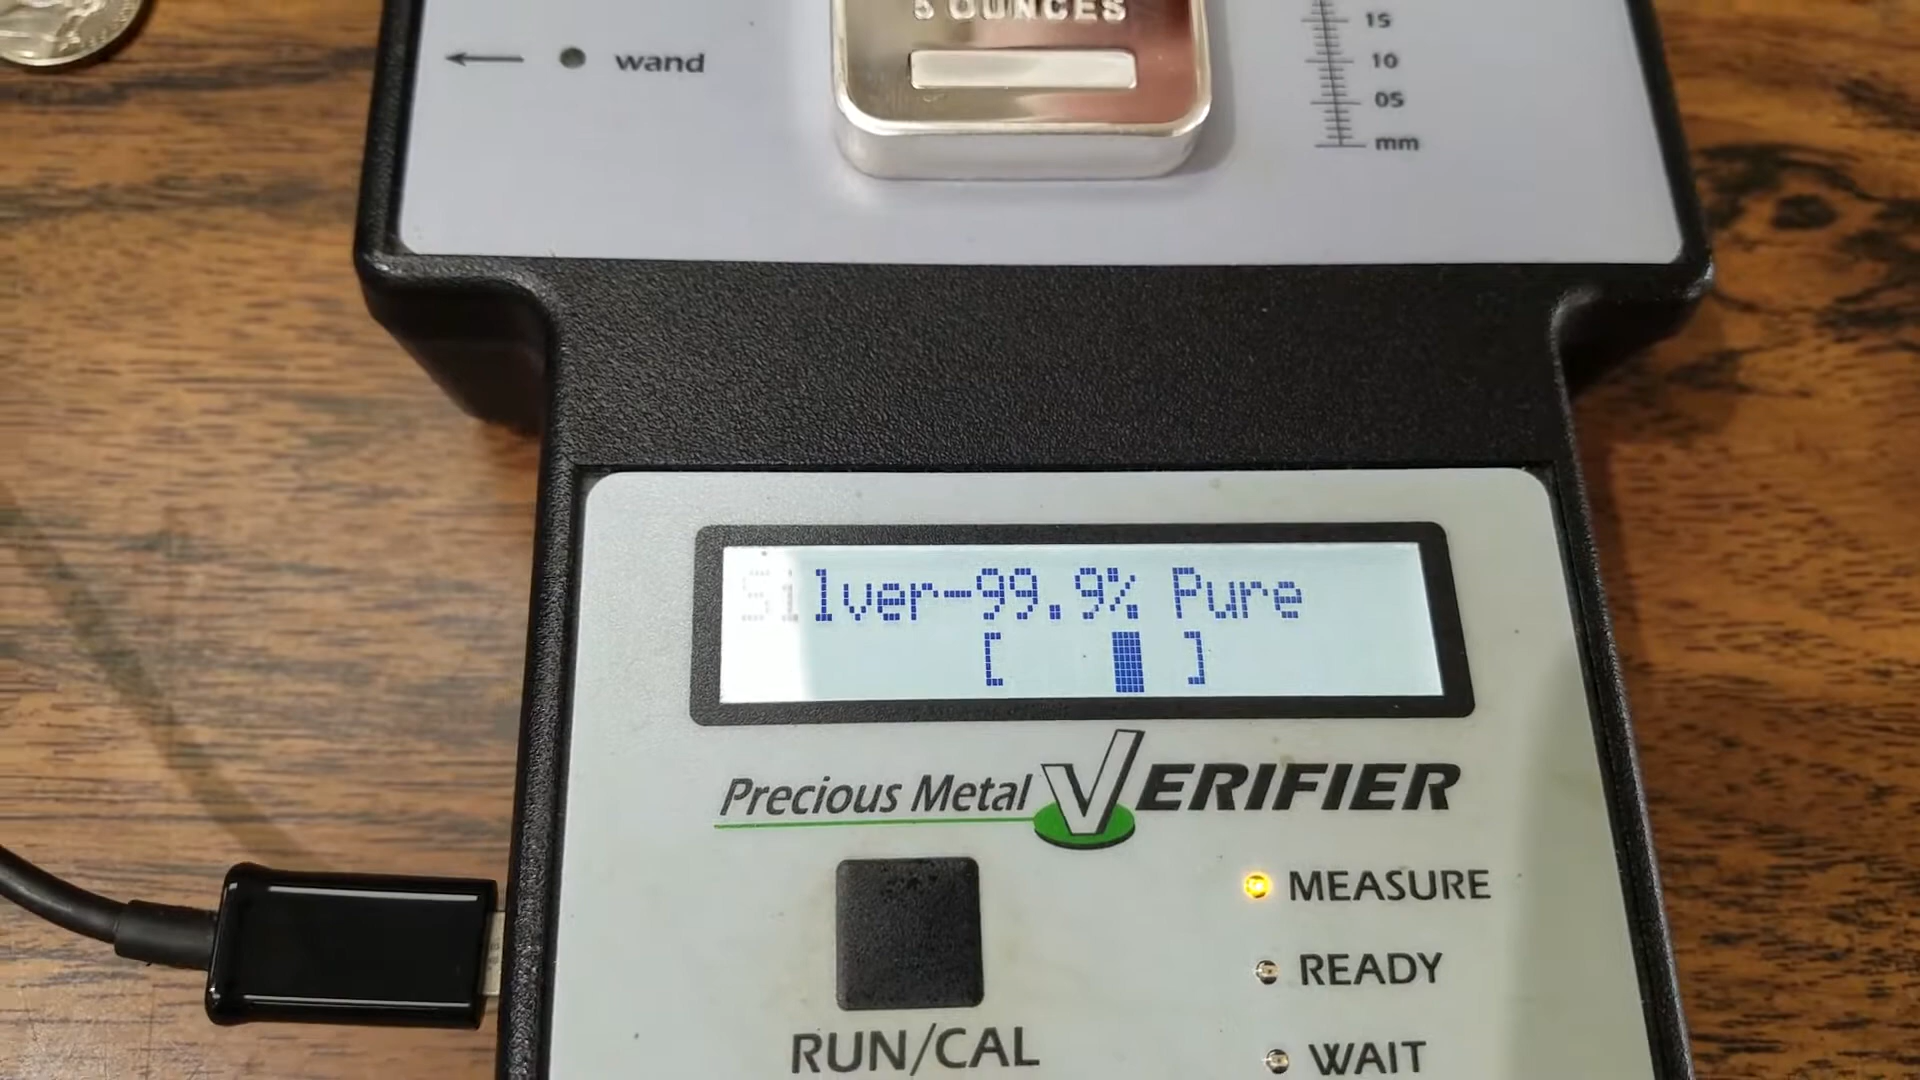 5 OUNCES
wand
15
10
05
mm
Silver-99.9% Pure
[ █ ]
Precious Metal VERIFIER
MEASURE
READY
WAIT
RUN/CAL